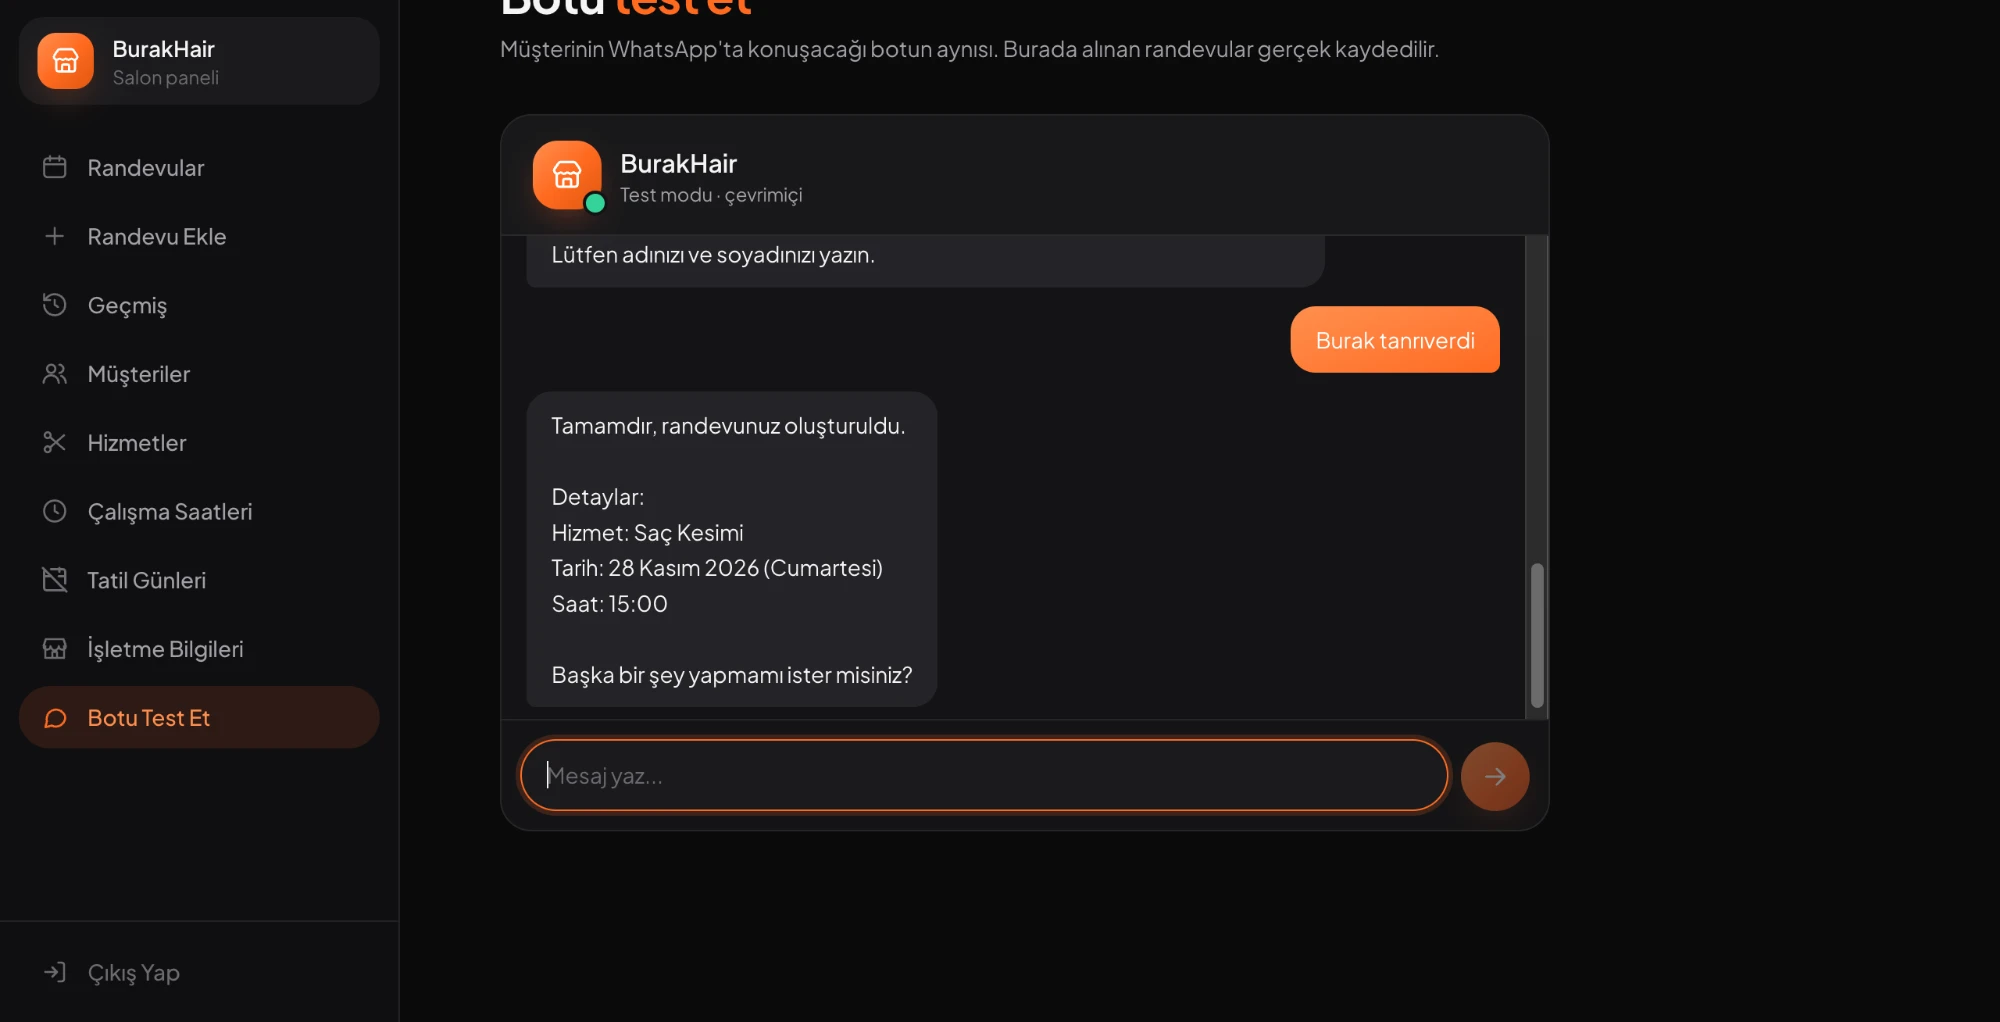 BurakHair
Salon paneli
Randevular
Randevu Ekle
Geçmiş
Müşteriler
Hizmetler
Çalışma Saatleri
Tatil Günleri
İşletme Bilgileri
Botu Test Et
Çıkış Yap
Botu test et
Müşterinin WhatsApp'ta konuşacağı botun aynısı. Burada alınan randevular gerçek kaydedilir.
BurakHair
Test modu · çevrimiçi
Lütfen adınızı ve soyadınızı yazın.
Burak tanrıverdi
Tamamdır, randevunuz oluşturuldu.
Detaylar:
Hizmet: Saç Kesimi
Tarih: 28 Kasım 2026 (Cumartesi)
Saat: 15:00
Başka bir şey yapmamı ister misiniz?
Mesaj yaz...